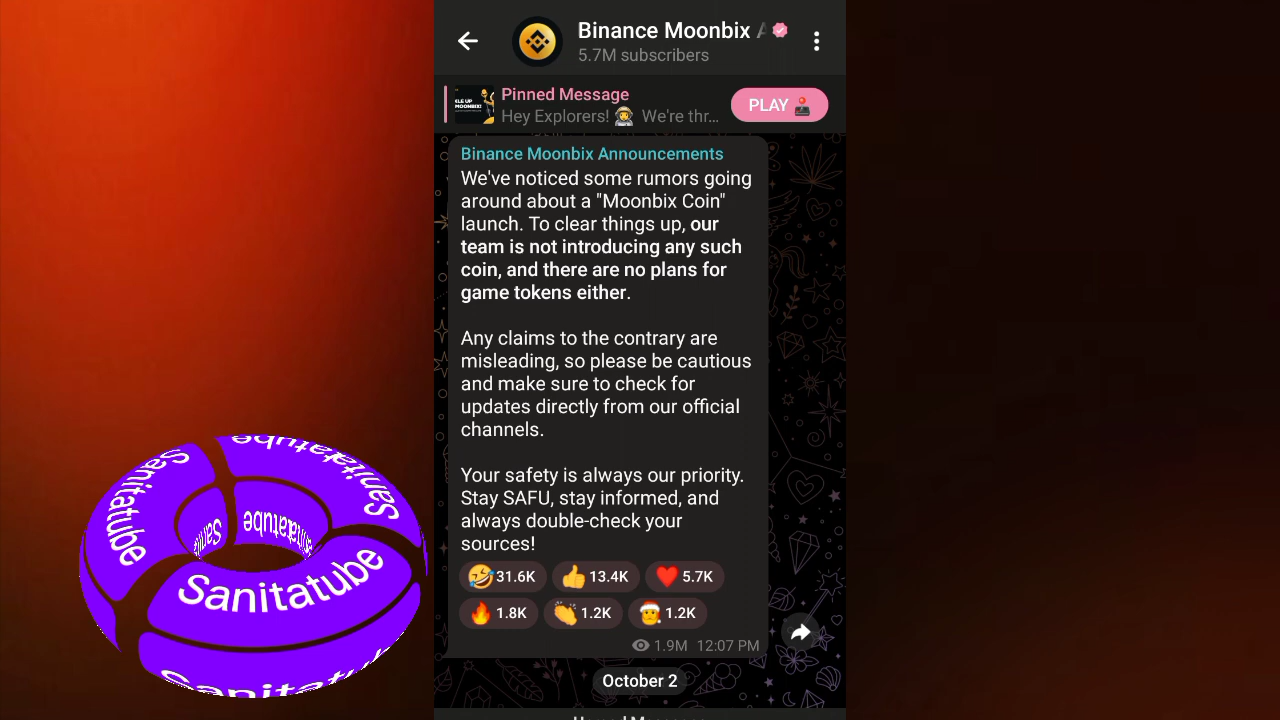 Binance Moonbix
5.7M subscribers
KLE UP
MOONBIX!
Pinned Message
Hey Explorers! 👨‍🚀 We're thr...
PLAY 🕹️
Binance Moonbix Announcements
We've noticed some rumors going
around about a "Moonbix Coin"
launch. To clear things up, our
team is not introducing any such
coin, and there are no plans for
game tokens either.
Any claims to the contrary are
misleading, so please be cautious
and make sure to check for
updates directly from our official
channels.
Your safety is always our priority.
Stay SAFU, stay informed, and
always double-check your
sources!
🤣 31.6K 👍 13.4K ❤️ 5.7K
🔥 1.8K 👏 1.2K 🎅 1.2K
1.9M 12:07 PM
October 2
Sanitatube
Sanitatube
Sanitatube
Sanitatube